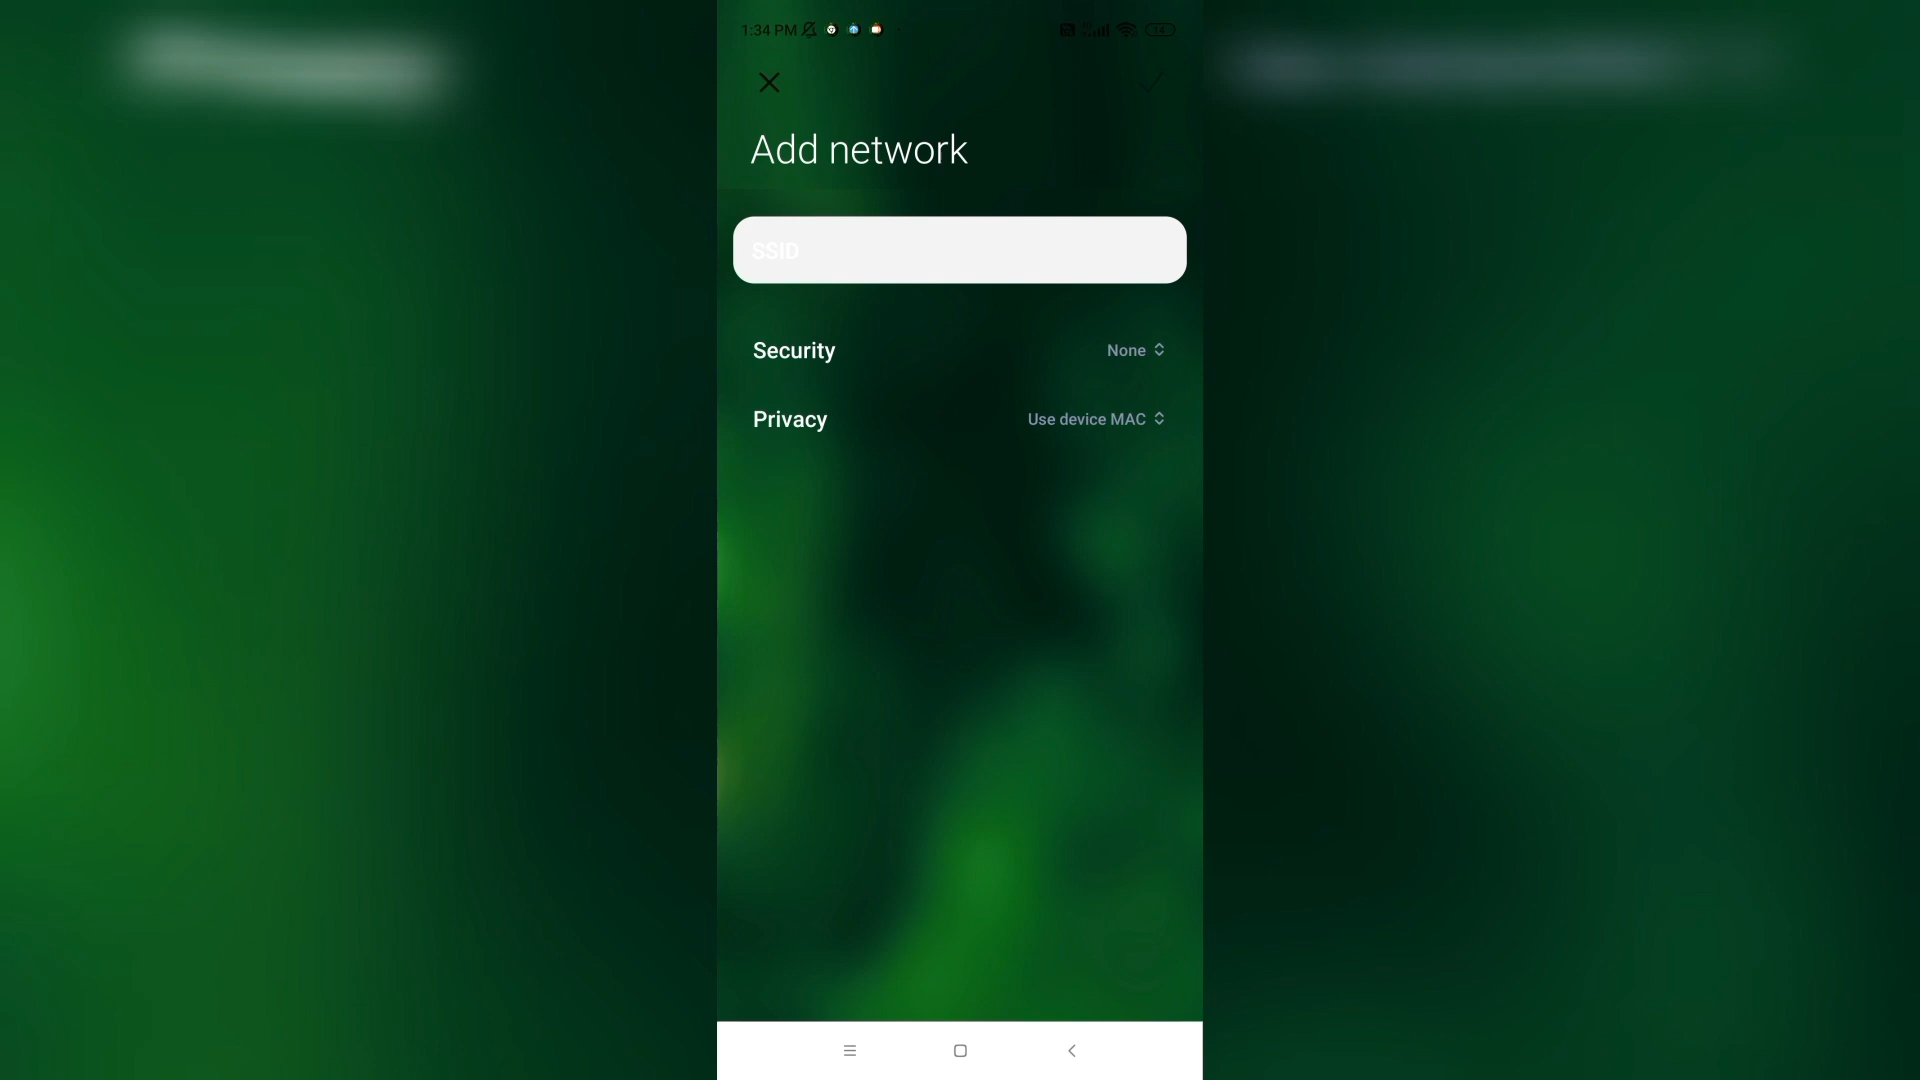 1:34 PM
Add network
SSID
Security None
Privacy Use device MAC